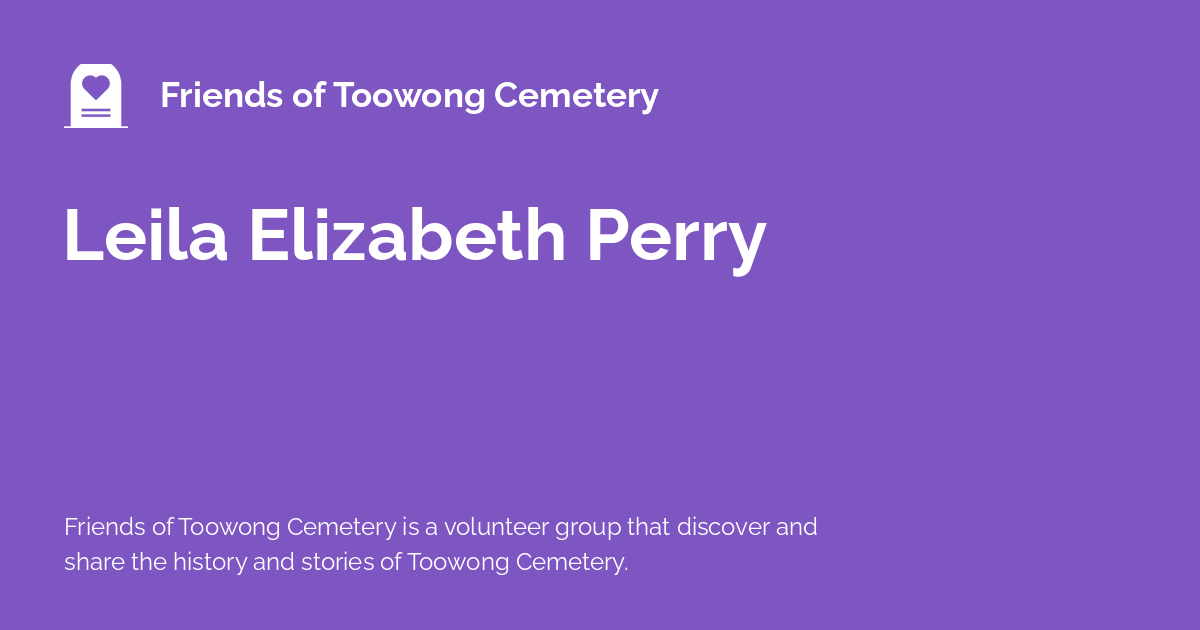 Friends of Toowong Cemetery
Leila Elizabeth Perry
Friends of Toowong Cemetery is a volunteer group that discover and
share the history and stories of Toowong Cemetery.